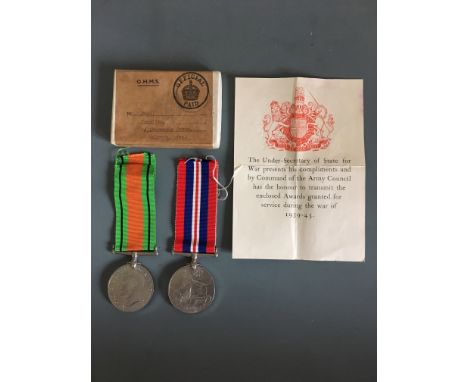 O.H.M.S.
OFFICIAL
PAID
The Under-Secretary of State for
War presents his compliments and
by Command of the Army Council
has the honour to transmit the
enclosed Awards granted for
service during the war of
1939-45.